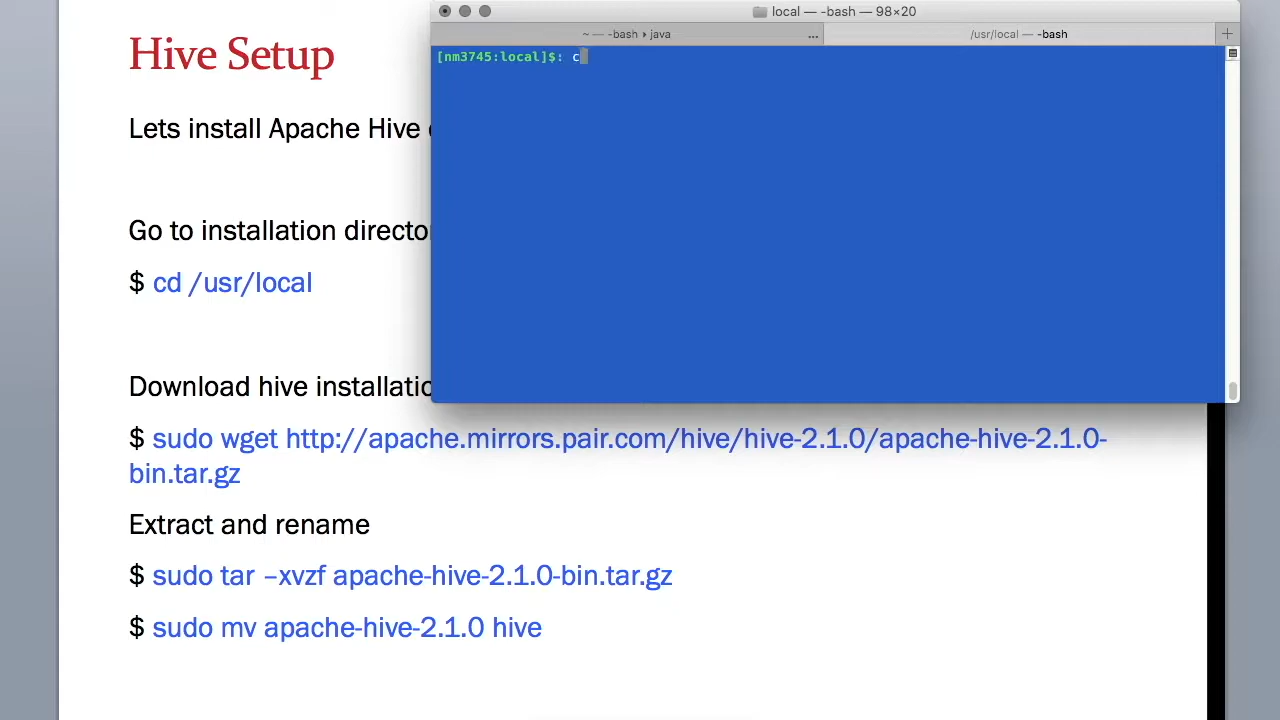 local — -bash — 98×20
~ — -bash ▸ java
...
/usr/local — -bash
+
[nm3745:local]$: c
Hive Setup
Lets install Apache Hive
Go to installation
$ cd /usr/local
Download hive
$ sudo wget http://apache.mirrors.pair.com/hive/hive-2.1.0/apache-hive-2.1.0-
bin.tar.gz
Extract and rename
$ sudo tar –xvzf apache-hive-2.1.0-bin.tar.gz
$ sudo mv apache-hive-2.1.0 hive